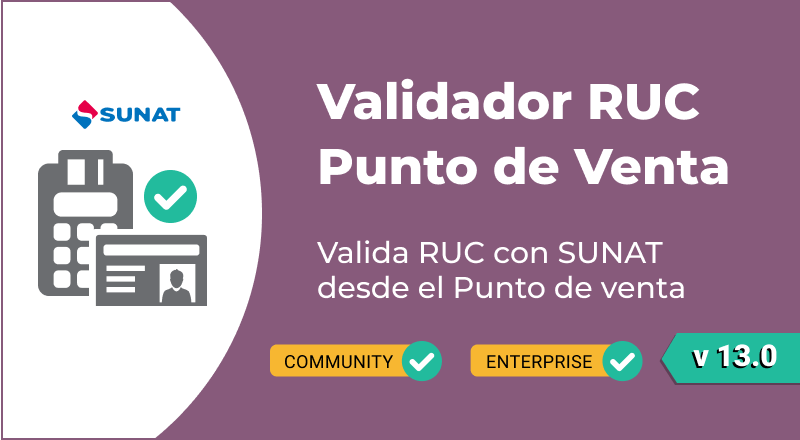 SUNAT
Validador RUC
Punto de Venta
Valida RUC con SUNAT
desde el Punto de venta
COMMUNITY
ENTERPRISE
v 13.0